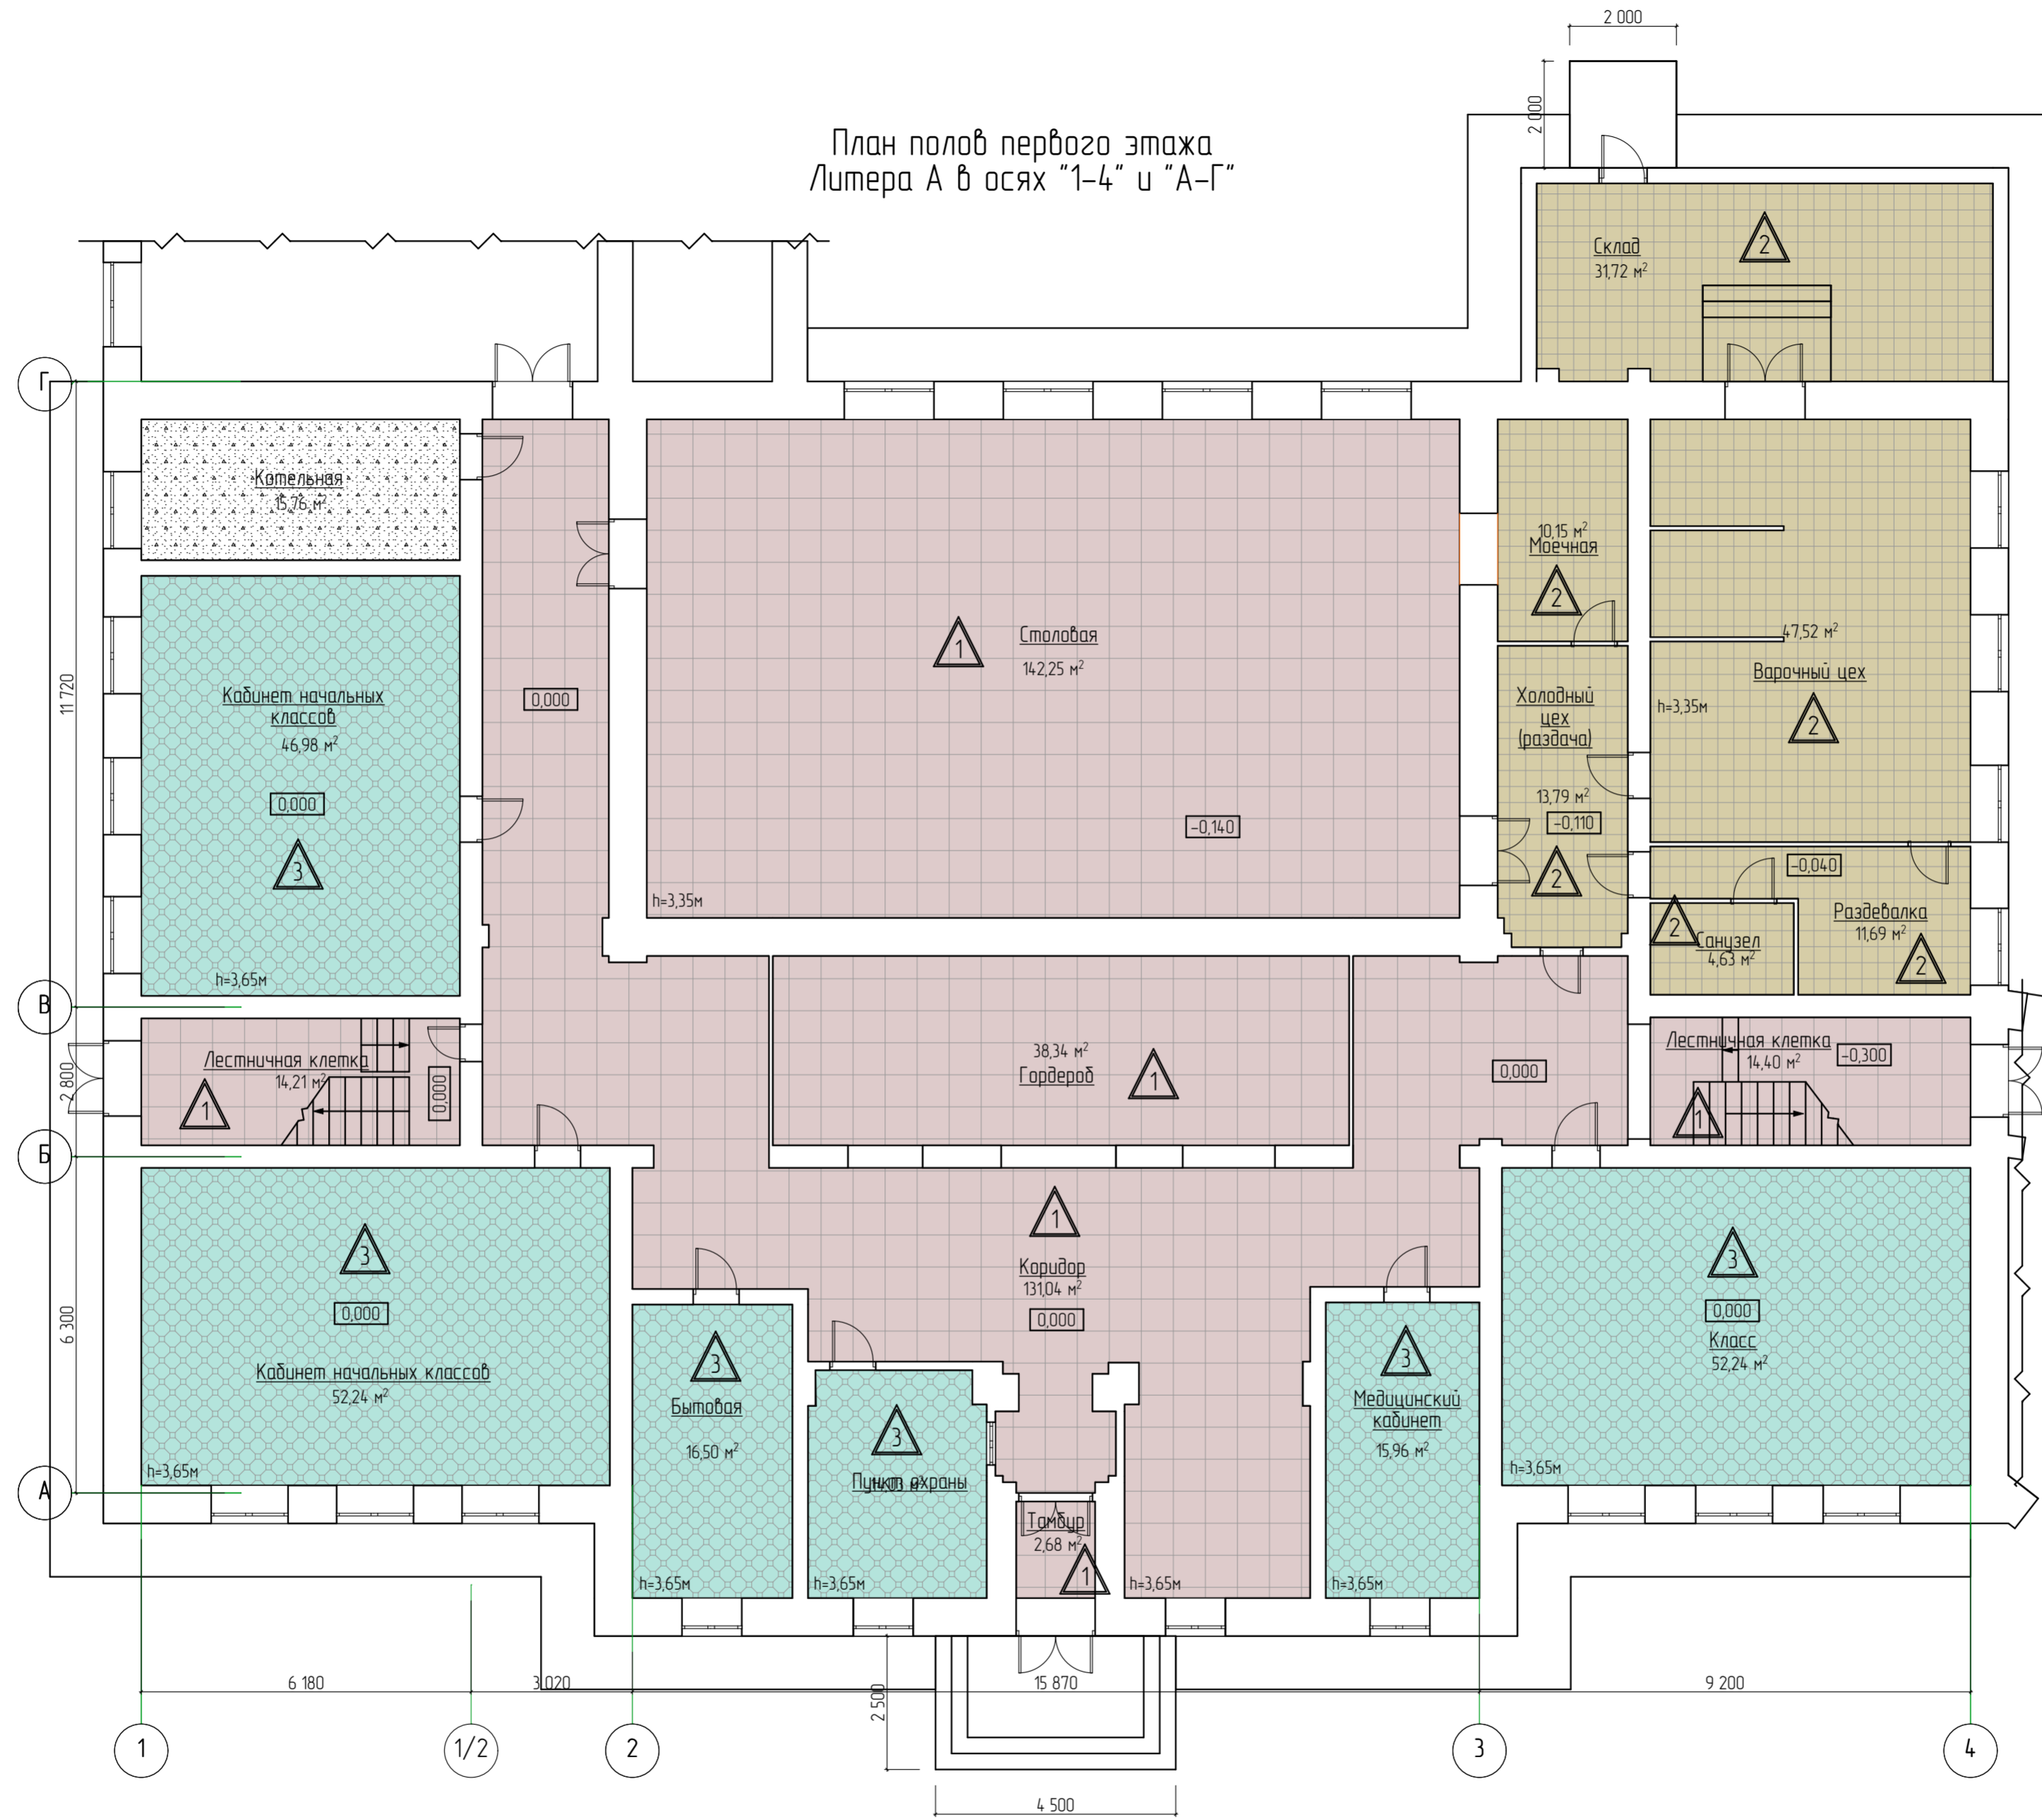 2 000
2 000
План полов первого этажа
Литера А в осях "1-4" и "А-Г"
Склад
31,72 м²
2
Г
Котельная
15,76 м²
10,15 м²
Моечная
2
Столовая
142,25 м²
1
47,52 м²
Варочный цех
h=3,35м
2
11 720
0,000
Кабинет начальных
классов
46,98 м²
0,000
3
h=3,65м
Холодный
цех
(раздача)
13,79 м²
-0,110
2
-0,140
h=3,35м
-0,040
Раздевалка
11,69 м²
2
2
Санузел
4,63 м²
В
Лестничная клетка
14,21 м²
1
0,000
2 800
38,34 м²
Гордероб
1
0,000
Лестничная клетка
14,40 м²
-0,300
1
Б
3
0,000
Кабинет начальных классов
52,24 м²
h=3,65м
6 300
1
Коридор
131,04 м²
0,000
3
0,000
Класс
52,24 м²
h=3,65м
3
Бытовая
16,50 м²
h=3,65м
3
Пункт охраны
h=3,65м
3
Медицинский
кабинет
15,96 м²
h=3,65м
А
Тамбур
2,68 м²
1
h=3,65м
6 180
3 020
15 870
9 200
2 500
1
1/2
2
3
4
4 500